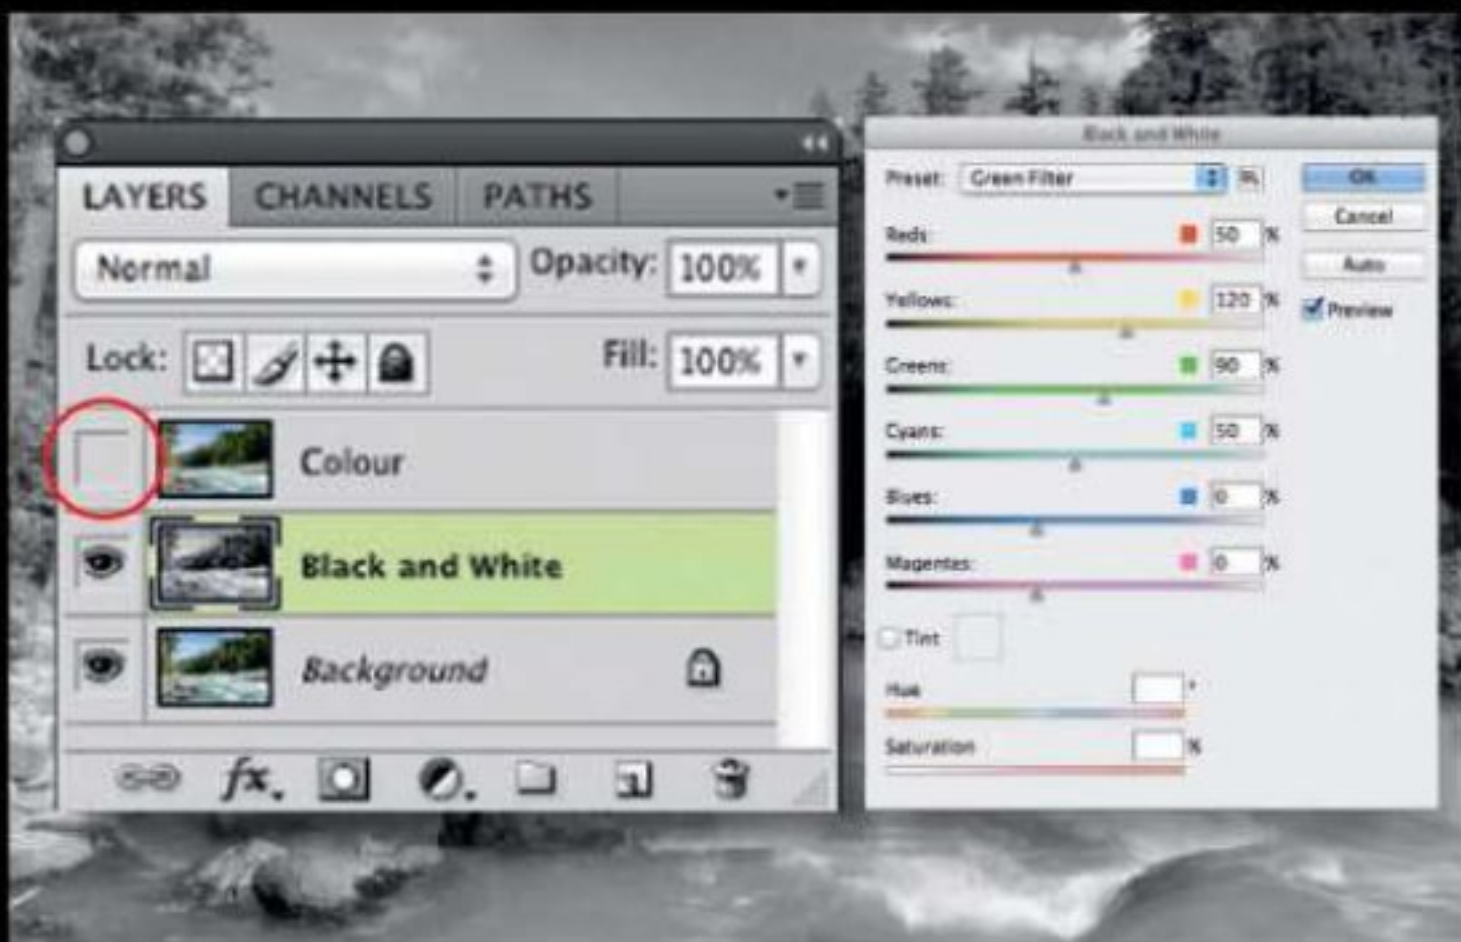 LAYERS CHANNELS PATHS
Normal Opacity: 100%
Lock: Fill: 100%
Colour
Black and White
Background
fx.
Black and White
Preset: Green Filter
OK
Cancel
Auto
Preview
Reds: 50 %
Yellows: 120 %
Greens: 90 %
Cyans: 50 %
Blues: 0 %
Magentas: 0 %
Tint
Hue °
Saturation %